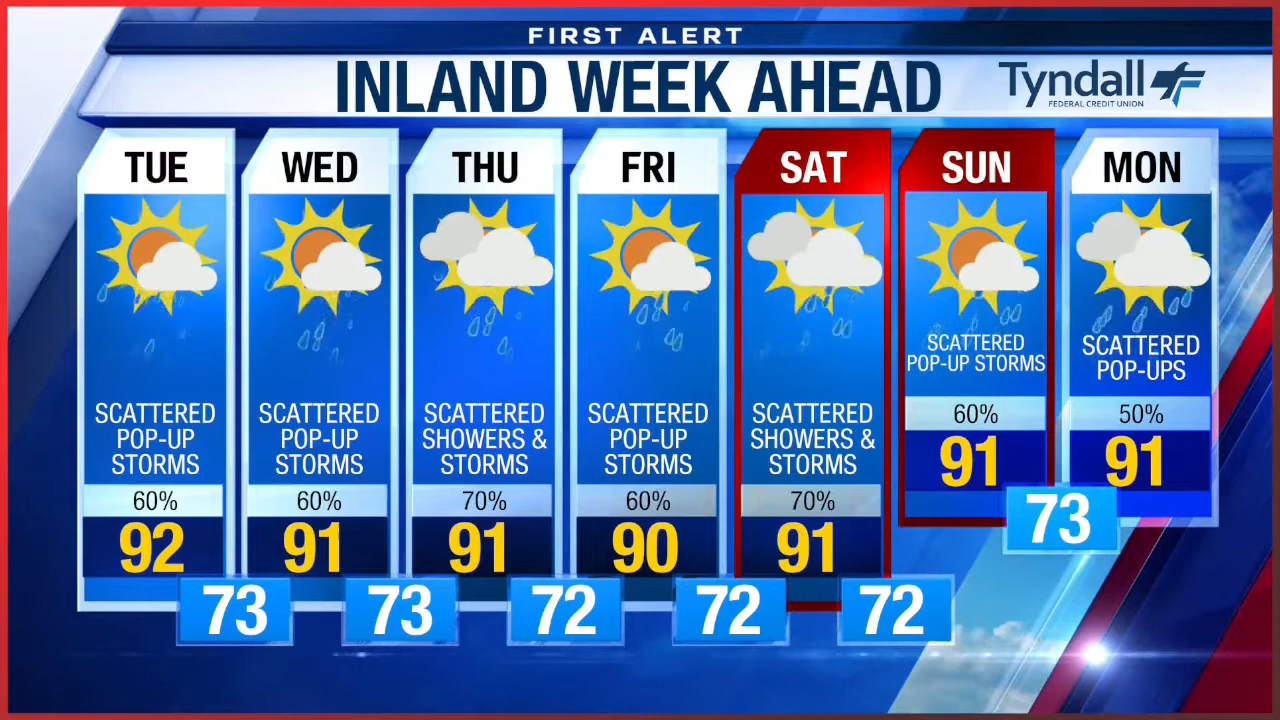 FIRST ALERT
INLAND WEEK AHEAD
Tyndall
FEDERAL CREDIT UNION
TUE
SCATTERED
POP-UP
STORMS
60%
92
73
WED
SCATTERED
POP-UP
STORMS
60%
91
73
THU
SCATTERED
SHOWERS &
STORMS
70%
91
72
FRI
SCATTERED
POP-UP
STORMS
60%
90
72
SAT
SCATTERED
SHOWERS &
STORMS
70%
91
72
SUN
SCATTERED
POP-UP STORMS
60%
91
73
MON
SCATTERED
POP-UPS
50%
91